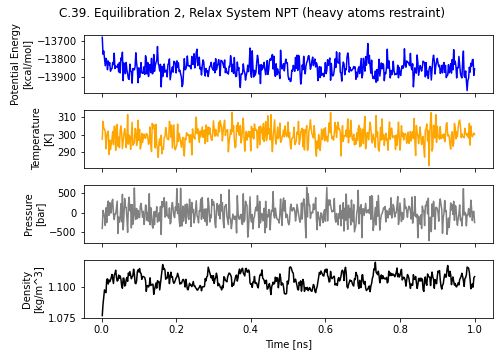 C.39. Equilibration 2, Relax System NPT (heavy atoms restraint)
Potential Energy
[kcal/mol]
−13700
−13800
−13900
Temperature
[K]
310
300
290
Pressure
[bar]
500
0
−500
Density
[kg/m^3]
1.100
1.075
0.0 0.2 0.4 0.6 0.8 1.0
Time [ns]